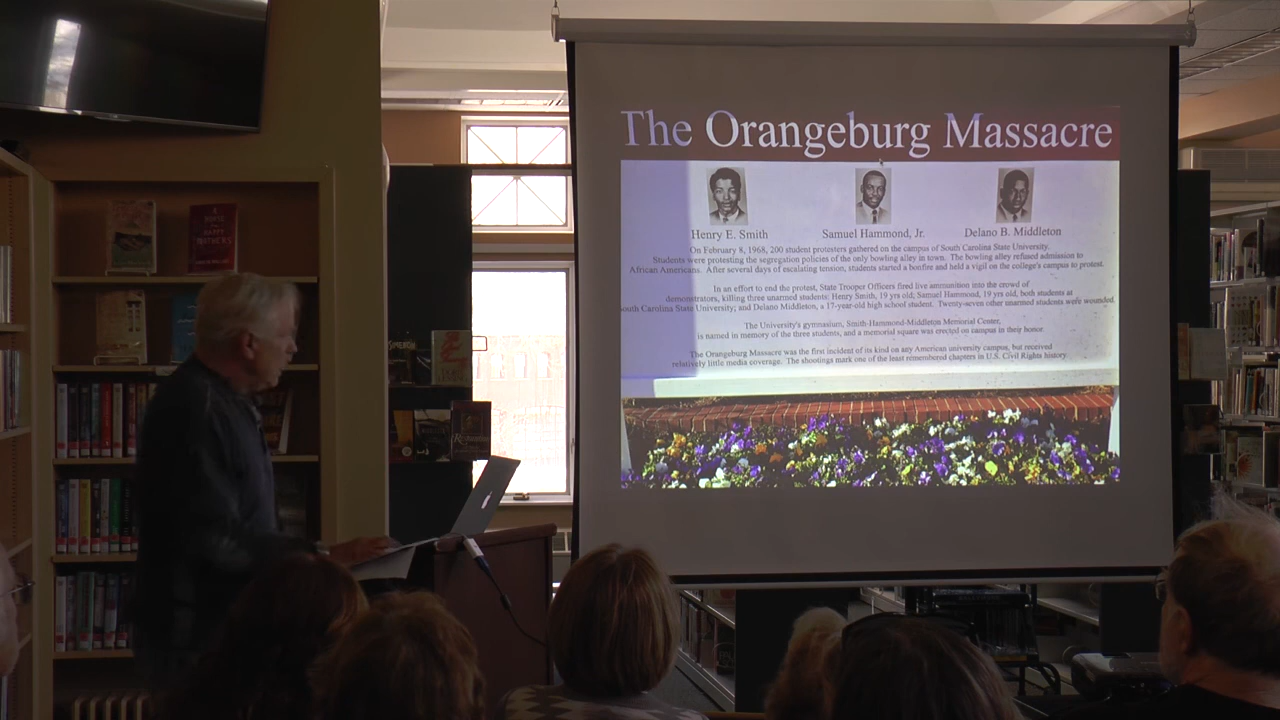 The Orangeburg Massacre
Henry E. Smith
Samuel Hammond, Jr.
Delano B. Middleton
On February 8, 1968, 200 student protesters gathered on the campus of South Carolina State University.
Students were protesting the segregation policies of the only bowling alley in town. The bowling alley refused admission to
African Americans. After several days of escalating tension, students started a bonfire and held a vigil on the college's campus to protest.
In an effort to end the protest, State Trooper Officers fired live ammunition into the crowd of
demonstrators, killing three unarmed students: Henry Smith, 19 yrs old; Samuel Hammond, 19 yrs old, both students at
South Carolina State University; and Delano Middleton, a 17-year-old high school student. Twenty-seven other unarmed students were wounded.
The University's gymnasium, Smith-Hammond-Middleton Memorial Center,
is named in memory of the three students, and a memorial square was erected on campus in their honor.
The Orangeburg Massacre was the first incident of its kind on any American university campus, but received
relatively little media coverage. The shootings mark one of the least remembered chapters in U.S. Civil Rights history.